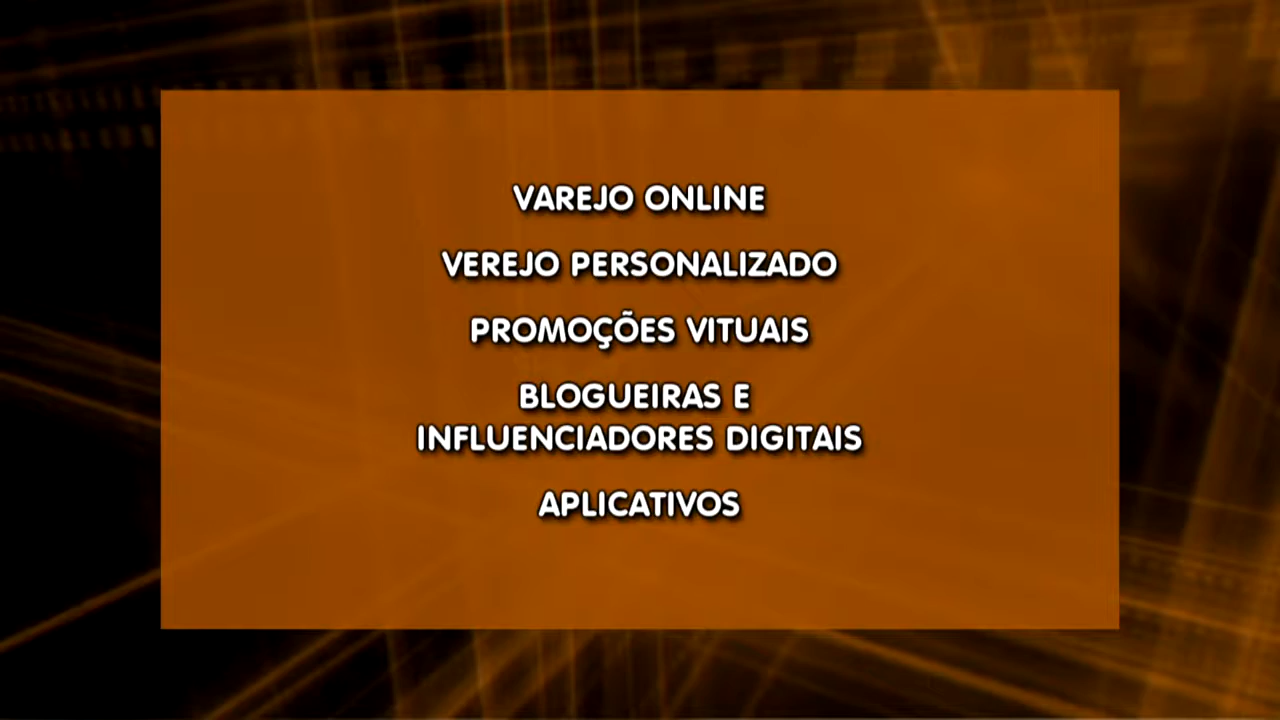 VAREJO ONLINE
VEREJO PERSONALIZADO
PROMOÇÕES VITUAIS
BLOGUEIRAS E
INFLUENCIADORES DIGITAIS
APLICATIVOS